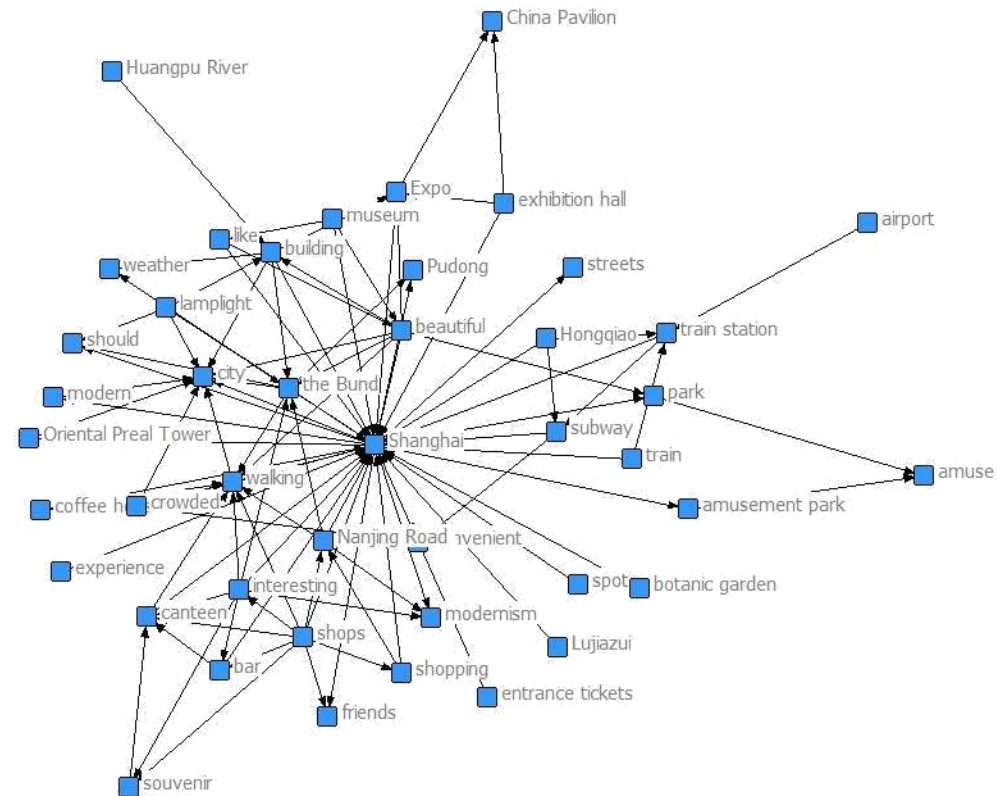 China Pavilion
Huangpu River
Expo
exhibition hall
museum
airport
like
building
weather
Pudong
streets
lamplight
should
beautiful
Hongqiao
train station
city
the Bund
modern
park
Oriental Preal Tower
Shanghai
subway
train
walking
amuse
coffee h
crowded
amusement park
Nanjing Road
nvenient
experience
interesting
spot
botanic garden
canteen
modernism
shops
Lujiazui
bar
shopping
entrance tickets
friends
souvenir